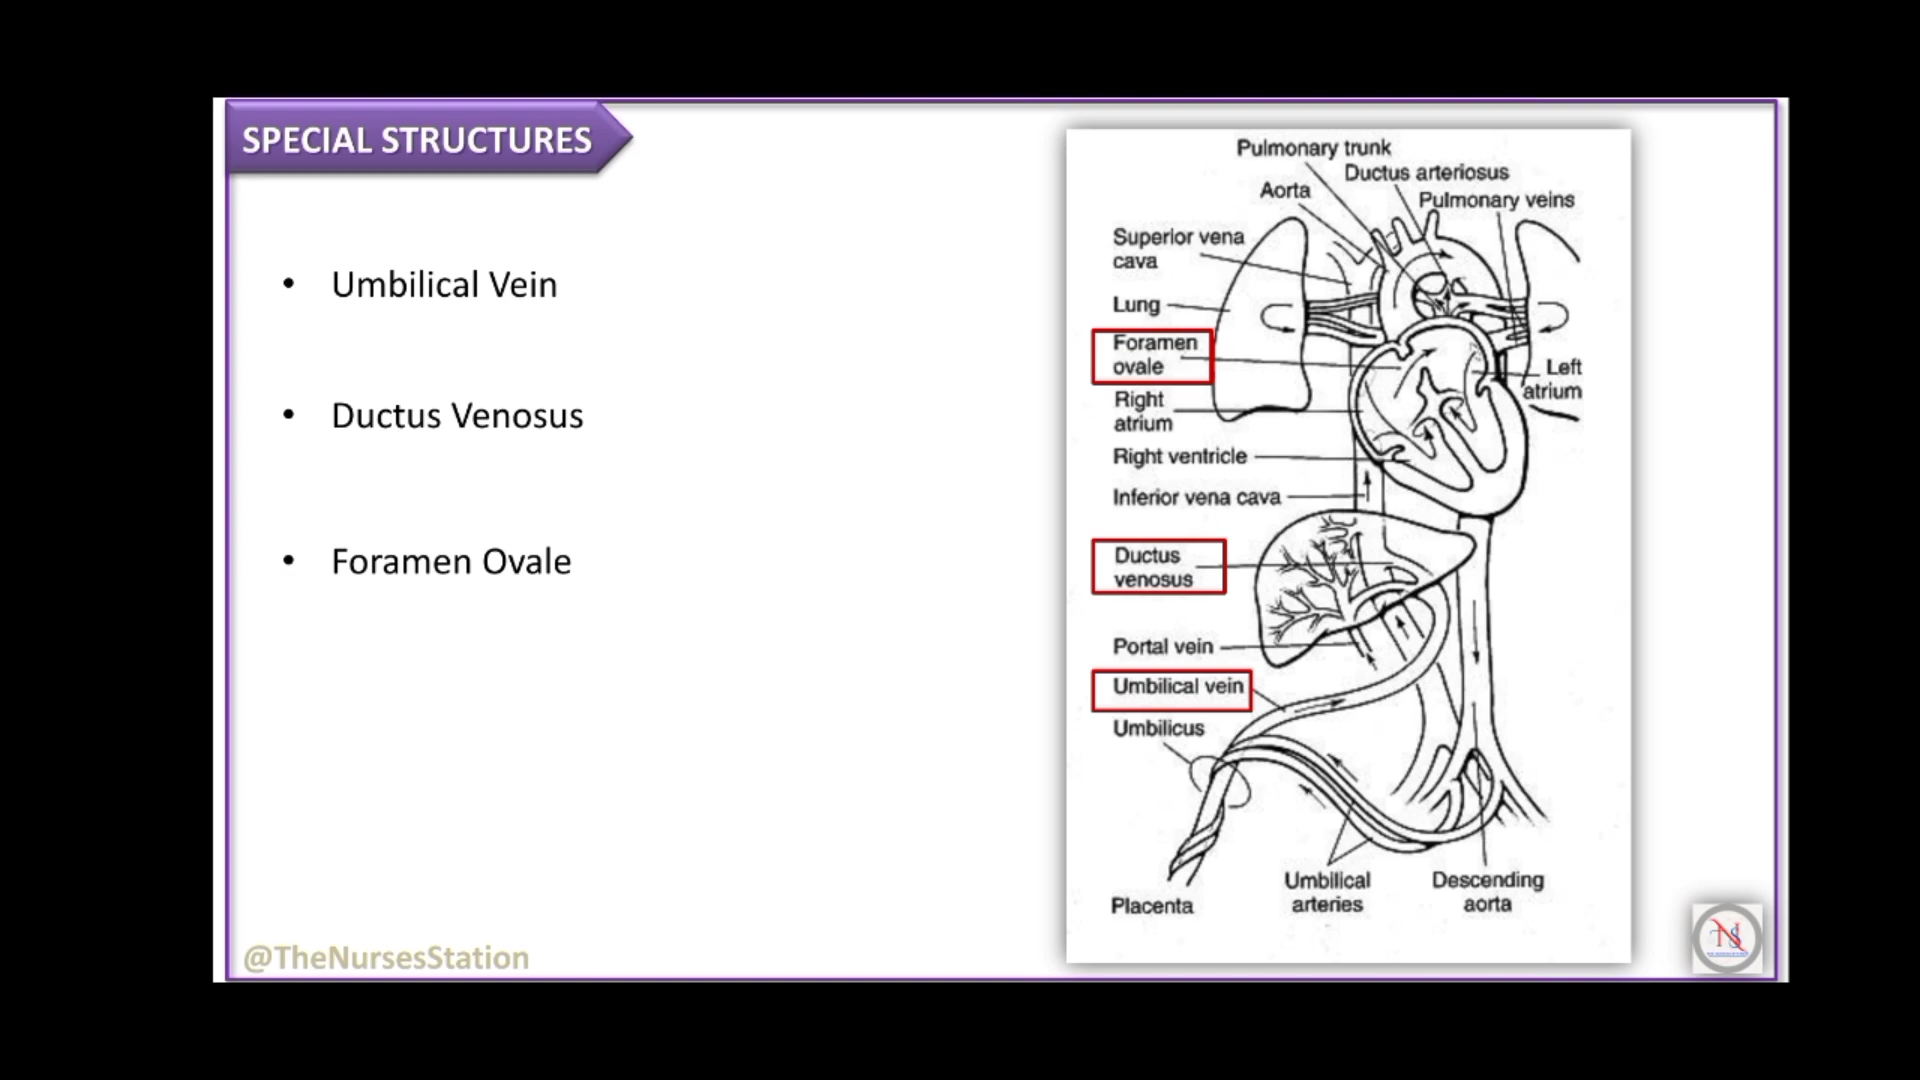 SPECIAL STRUCTURES
• Umbilical Vein
• Ductus Venosus
• Foramen Ovale
@TheNursesStation
Pulmonary trunk
Ductus arteriosus
Aorta
Pulmonary veins
Superior vena
cava
Lung
Foramen
ovale
Left
atrium
Right
atrium
Right ventricle
Inferior vena cava
Ductus
venosus
Portal vein
Umbilical vein
Umbilicus
Placenta
Umbilical
arteries
Descending
aorta